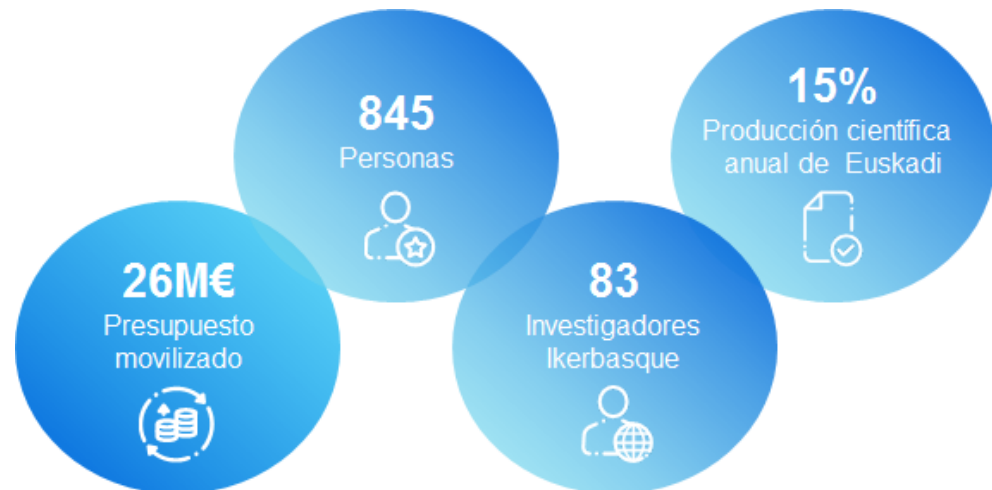 26M€
Presupuesto
movilizado
845
Personas
83
Investigadores
Ikerbasque
15%
Producción científica
anual de Euskadi